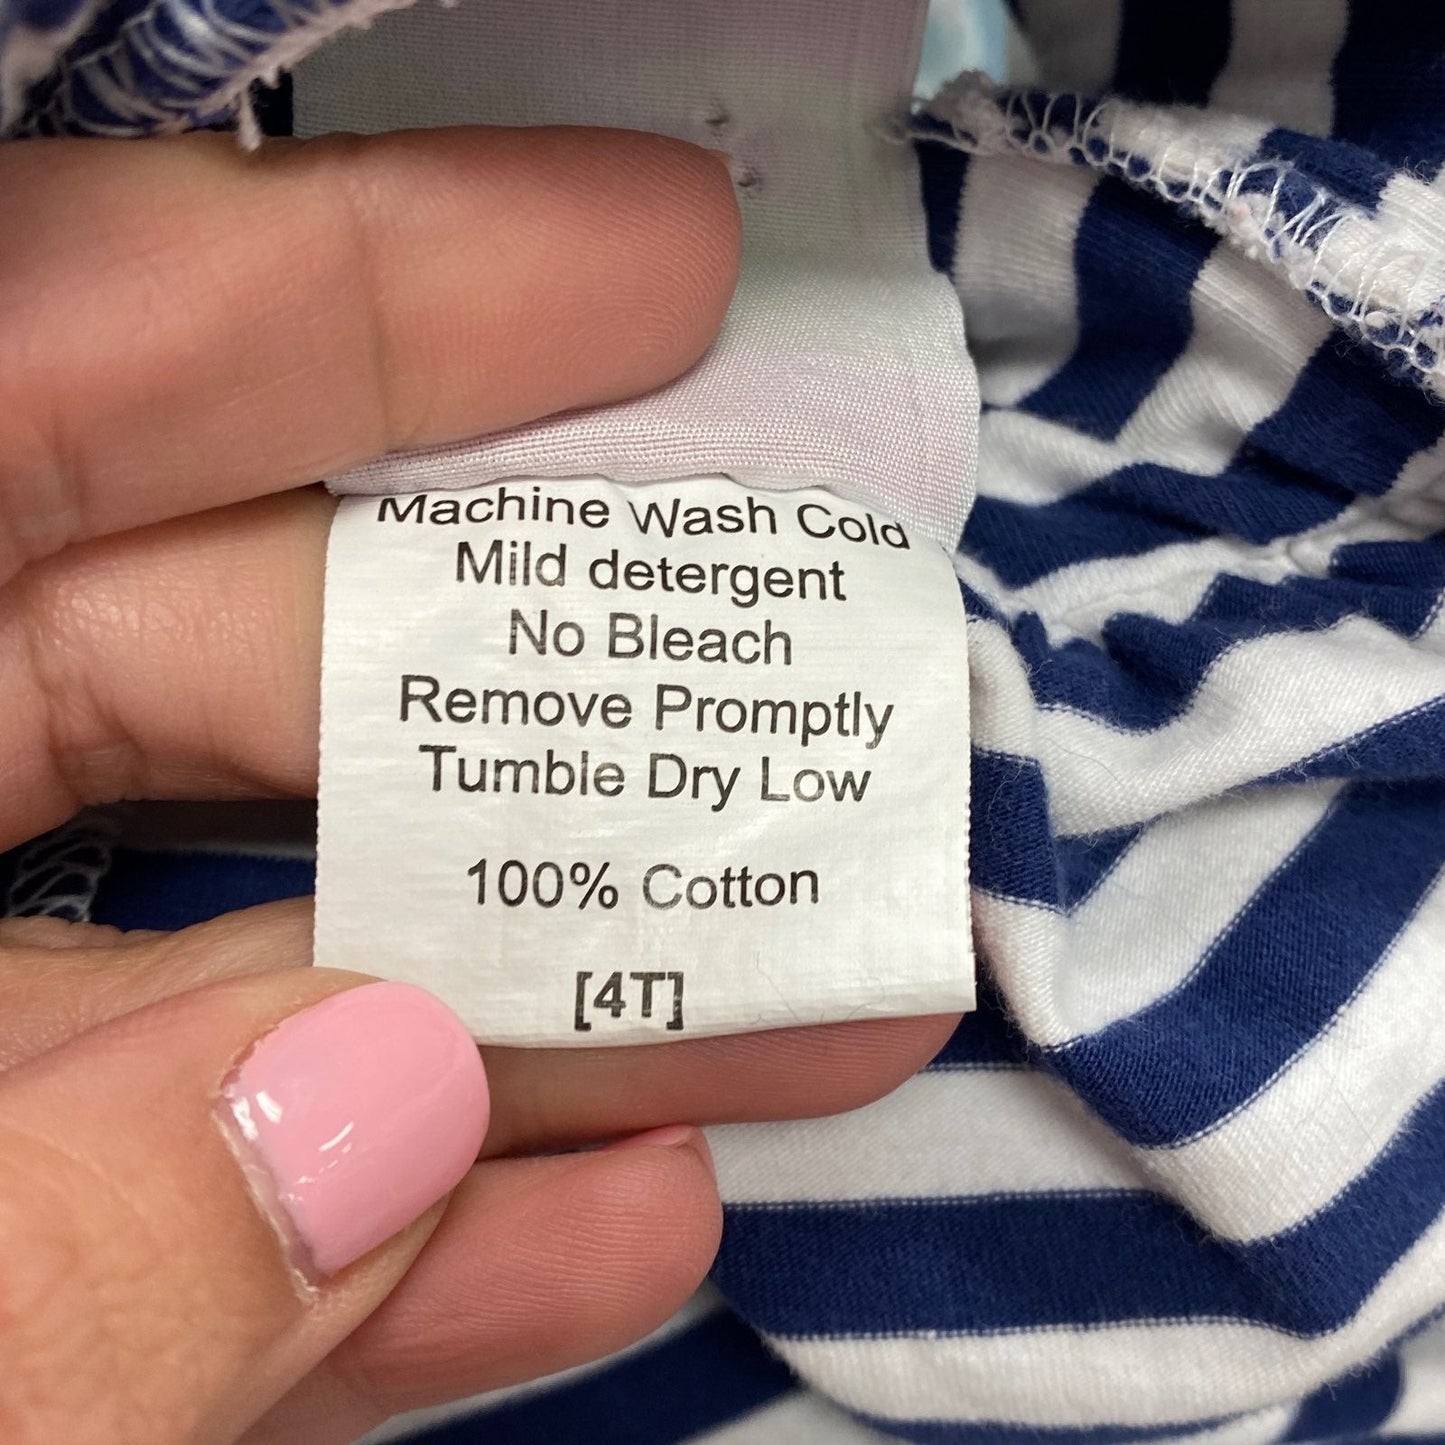 Machine Wash Cold
Mild detergent
No Bleach
Remove Promptly
Tumble Dry Low
100% Cotton
[4T]